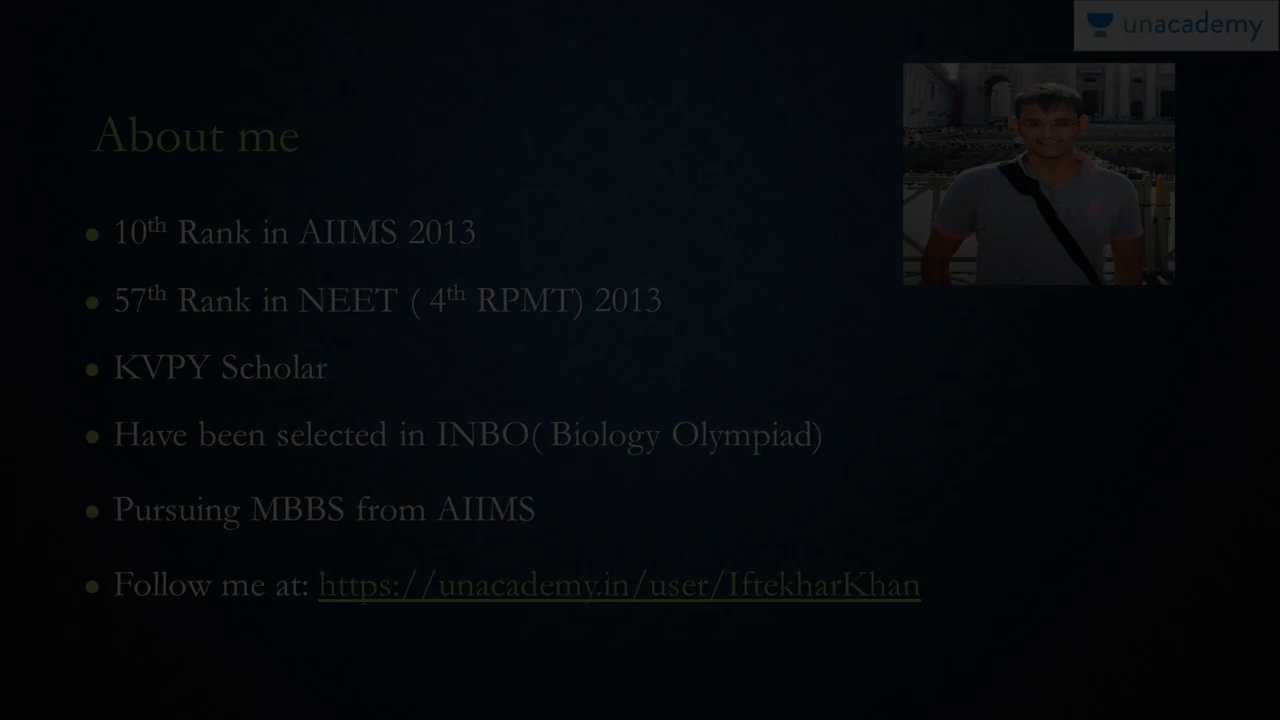 unacademy
About me
10th Rank in AIIMS 2013
57th Rank in NEET ( 4th RPMT) 2013
KVPY Scholar
Have been selected in INBO( Biology Olympiad)
Pursuing MBBS from AIIMS
Follow me at: https://unacademy.in/user/IftekharKhan